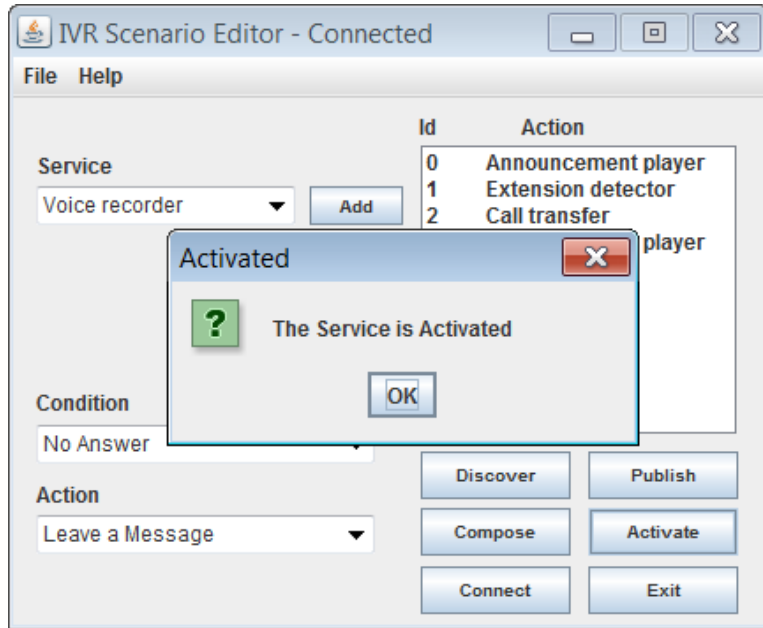 IVR Scenario Editor - Connected
File Help
Id Action
Service
Voice recorder
Add
0 Announcement player
1 Extension detector
2 Call transfer
player
Activated
?
The Service is Activated
OK
Condition
No Answer
Action
Leave a Message
Discover
Publish
Compose
Activate
Connect
Exit